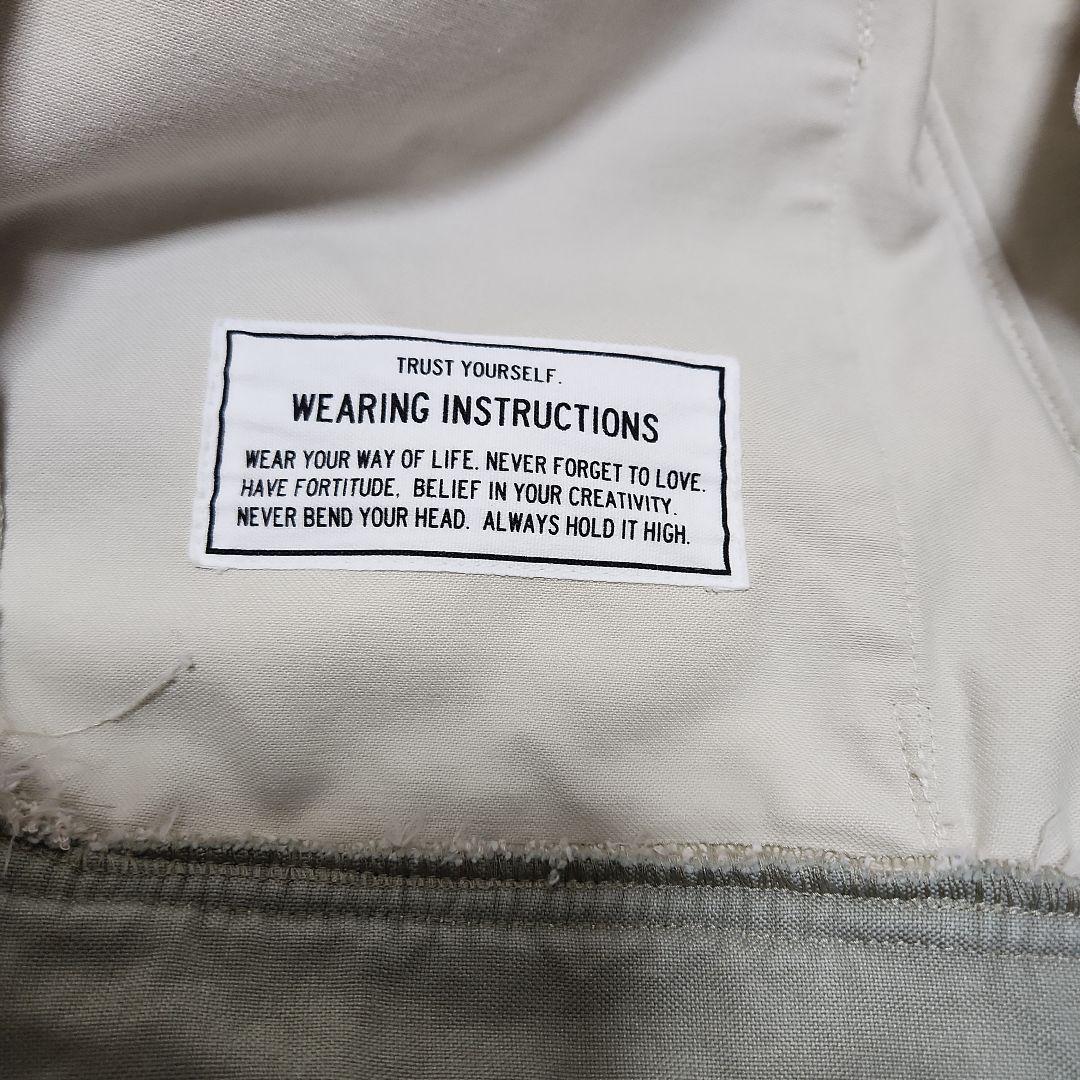 TRUST YOURSELF.
WEARING INSTRUCTIONS
WEAR YOUR WAY OF LIFE. NEVER FORGET TO LOVE.
HAVE FORTITUDE, BELIEF IN YOUR CREATIVITY.
NEVER BEND YOUR HEAD. ALWAYS HOLD IT HIGH.